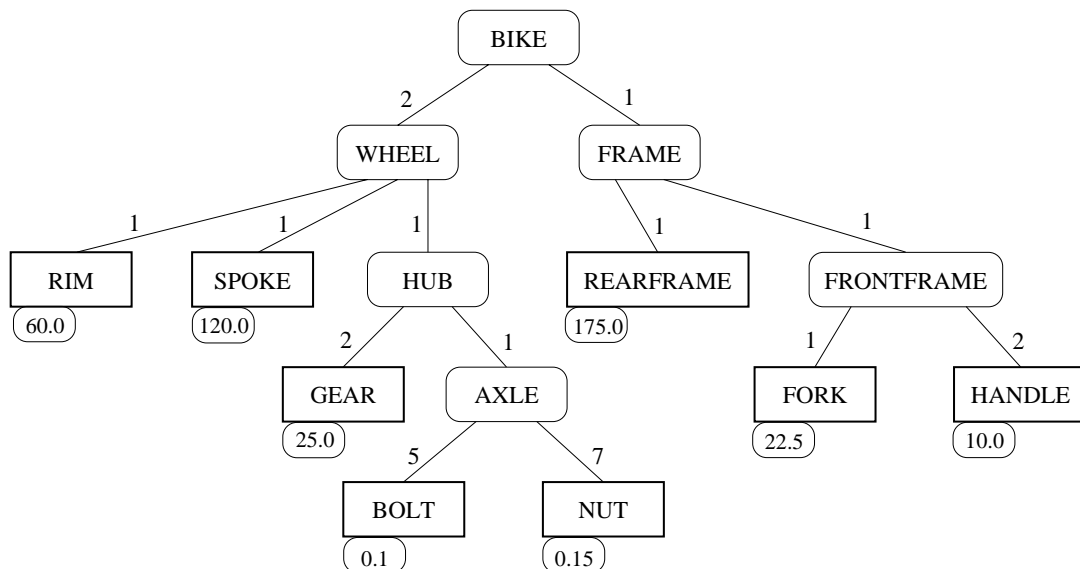 BIKE
2
1
WHEEL
FRAME
1
1
1
1
1
RIM
SPOKE
HUB
REARFRAME
FRONTFRAME
60.0
120.0
175.0
2
1
1
2
GEAR
AXLE
FORK
HANDLE
25.0
22.5
10.0
5
7
BOLT
NUT
0.1
0.15